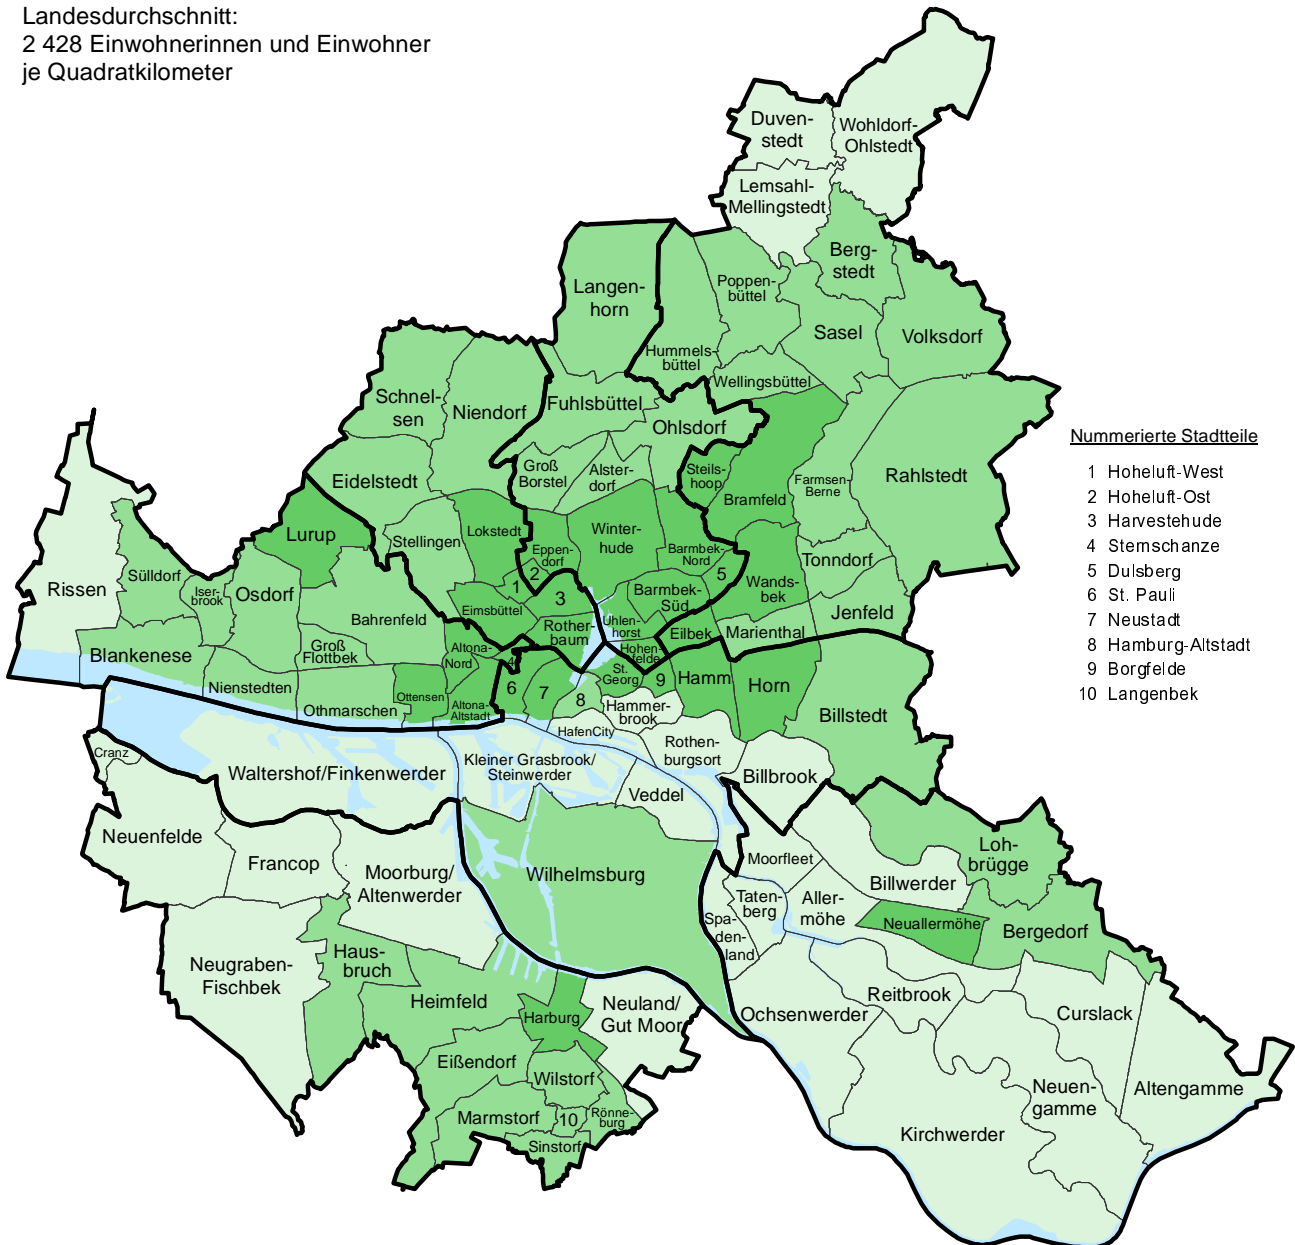 Landesdurchschnitt:
2 428 Einwohnerinnen und Einwohner
je Quadratkilometer
Duven-
stedt
Wohldorf-
Ohlstedt
Lemsahl-
Mellingstedt
Berg-
stedt
Langen-
horn
Poppen-
büttel
Sasel
Volksdorf
Hummels-
büttel
Wellingsbüttel
Schnel-
sen
Niendorf
Fuhlsbüttel
Ohlsdorf
Groß
Borstel
Alster-
dorf
Steils-
hoop
Bramfeld
Farmsen-
Berne
Rahlstedt
Eidelstedt
Lurup
Stellingen
Lokstedt
Winter-
hude
Eppen-
dorf
Barmbek-
Nord
Tonndorf
Rissen
Sülldorf
Iser-
brook
Osdorf
Bahrenfeld
1
2
3
5
Eimsbüttel
Barmbek-
Süd
Wands-
bek
Jenfeld
Rother-
baum
Uhlen-
horst
Eilbek
Marienthal
Blankenese
Groß
Flottbek
Altona-
Nord
4
Hohen-
felde
St.
Georg
9
Hamm
Horn
Nienstedten
Othmarschen
Ottensen
Altona-
Altstadt
6
7
8
Hammer-
brook
Billstedt
HafenCity
Rothen-
burgsort
Billbrook
Cranz
Waltershof/Finkenwerder
Kleiner Grasbrook/
Steinwerder
Veddel
Neuenfelde
Francop
Moorburg/
Altenwerder
Wilhelmsburg
Moorfleet
Billwerder
Loh-
brügge
Taten-
berg
Aller-
möhe
Spa-
den-
land
Neuallermöhe
Bergedorf
Neugraben-
Fischbek
Haus-
bruch
Heimfeld
Harburg
Neuland/
Gut Moor
Ochsenwerder
Reitbrook
Curslack
Eißendorf
Wilstorf
Neuen-
gamme
Altengamme
Marmstorf
10
Rönne-
burg
Sinstorf
Kirchwerder
Nummerierte Stadtteile
1 Hoheluft-West
2 Hoheluft-Ost
3 Harvestehude
4 Sternschanze
5 Dulsberg
6 St. Pauli
7 Neustadt
8 Hamburg-Altstadt
9 Borgfelde
10 Langenbek